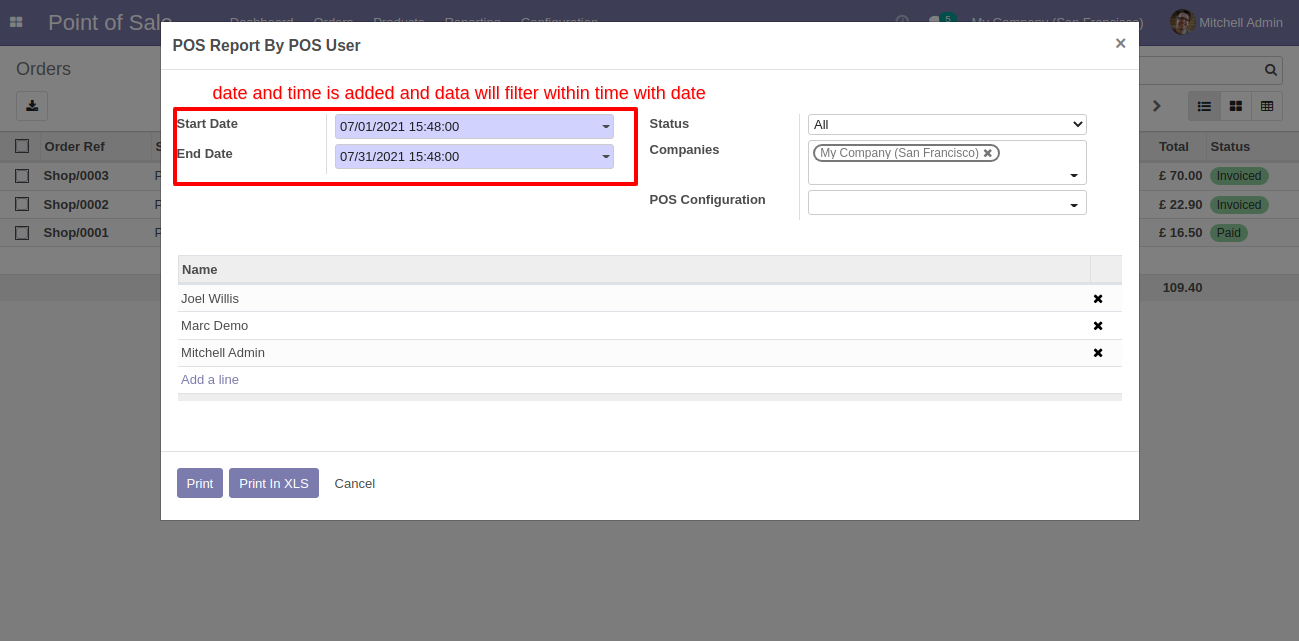 Point of Sale Dashboard Orders Products Reporting Configuration 5 My Company (San Francisco) Mitchell Admin
POS Report By POS User ×
Orders
date and time is added and data will filter within time with date
Start Date 07/01/2021 15:48:00
End Date 07/31/2021 15:48:00
Status All
Companies My Company (San Francisco) ✖
POS Configuration
Order Ref S Total Status
Shop/0003 P £ 70.00 Invoiced
Shop/0002 P £ 22.90 Invoiced
Shop/0001 P £ 16.50 Paid
109.40
Name
Joel Willis ✖
Marc Demo ✖
Mitchell Admin ✖
Add a line
Print Print In XLS Cancel